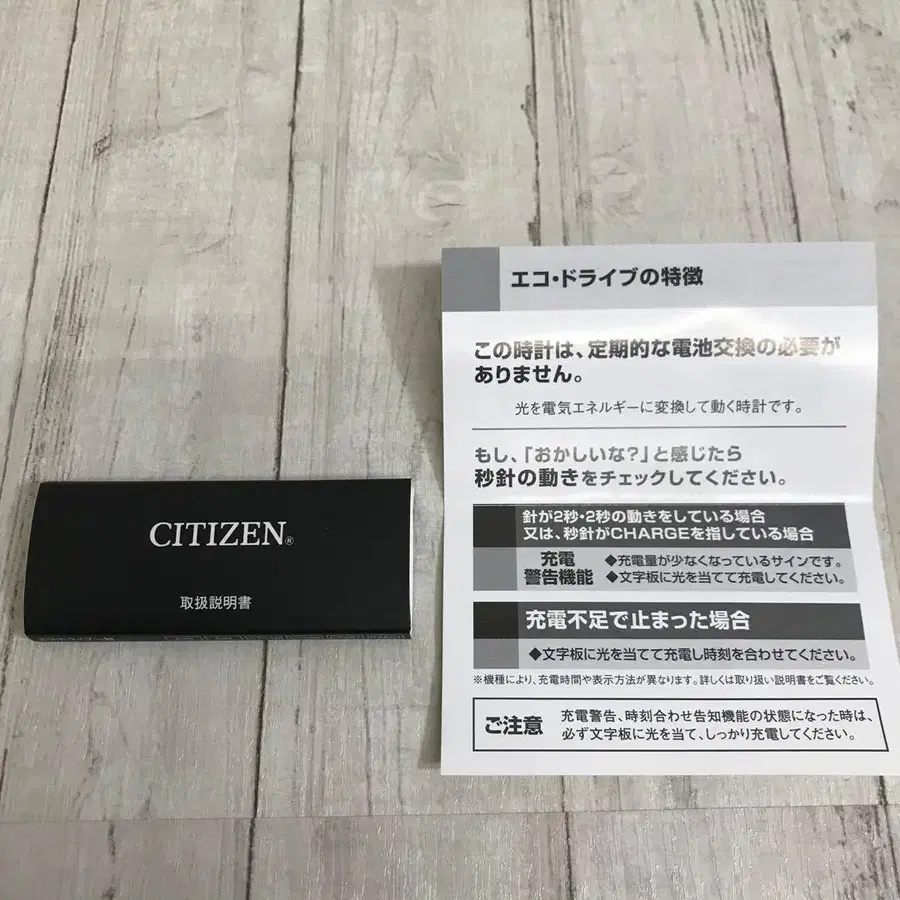 CITIZEN®
取扱説明書
エコ・ドライブの特徴
この時計は、定期的な電池交換の必要が
ありません。
光を電気エネルギーに変換して動く時計です。
もし、「おかしいな?」と感じたら
秒針の動きをチェックしてください。
針が2秒・2秒の動きをしている場合
又は、秒針がCHARGEを指している場合
充電
警告機能
◆充電量が少なくなっているサインです。
◆文字板に光を当てて充電してください。
充電不足で止まった場合
◆文字板に光を当てて充電し時刻を合わせてください。
※機種により、充電時間や表示方法が異なります。詳しくは取り扱い説明書をご覧ください。
ご注意
充電警告、時刻合わせ告知機能の状態になった時は、
必ず文字板に光を当て、しっかり充電してください。